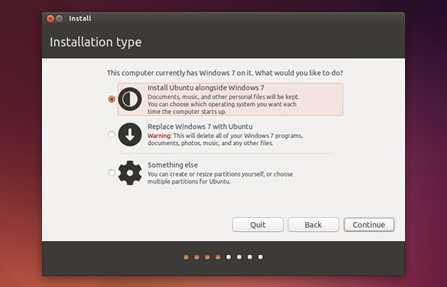 Install
Installation type
This computer currently has Windows 7 on it. What would you like to do?
Install Ubuntu alongside Windows 7
Documents, music, and other personal files will be kept.
You can choose which operating system you want each
time the computer starts up.
Replace Windows 7 with Ubuntu
Warning: This will delete all of your Windows 7 programs,
documents, photos, music, and any other files.
Something else
You can create or resize partitions yourself, or choose
multiple partitions for Ubuntu.
Quit Back Continue